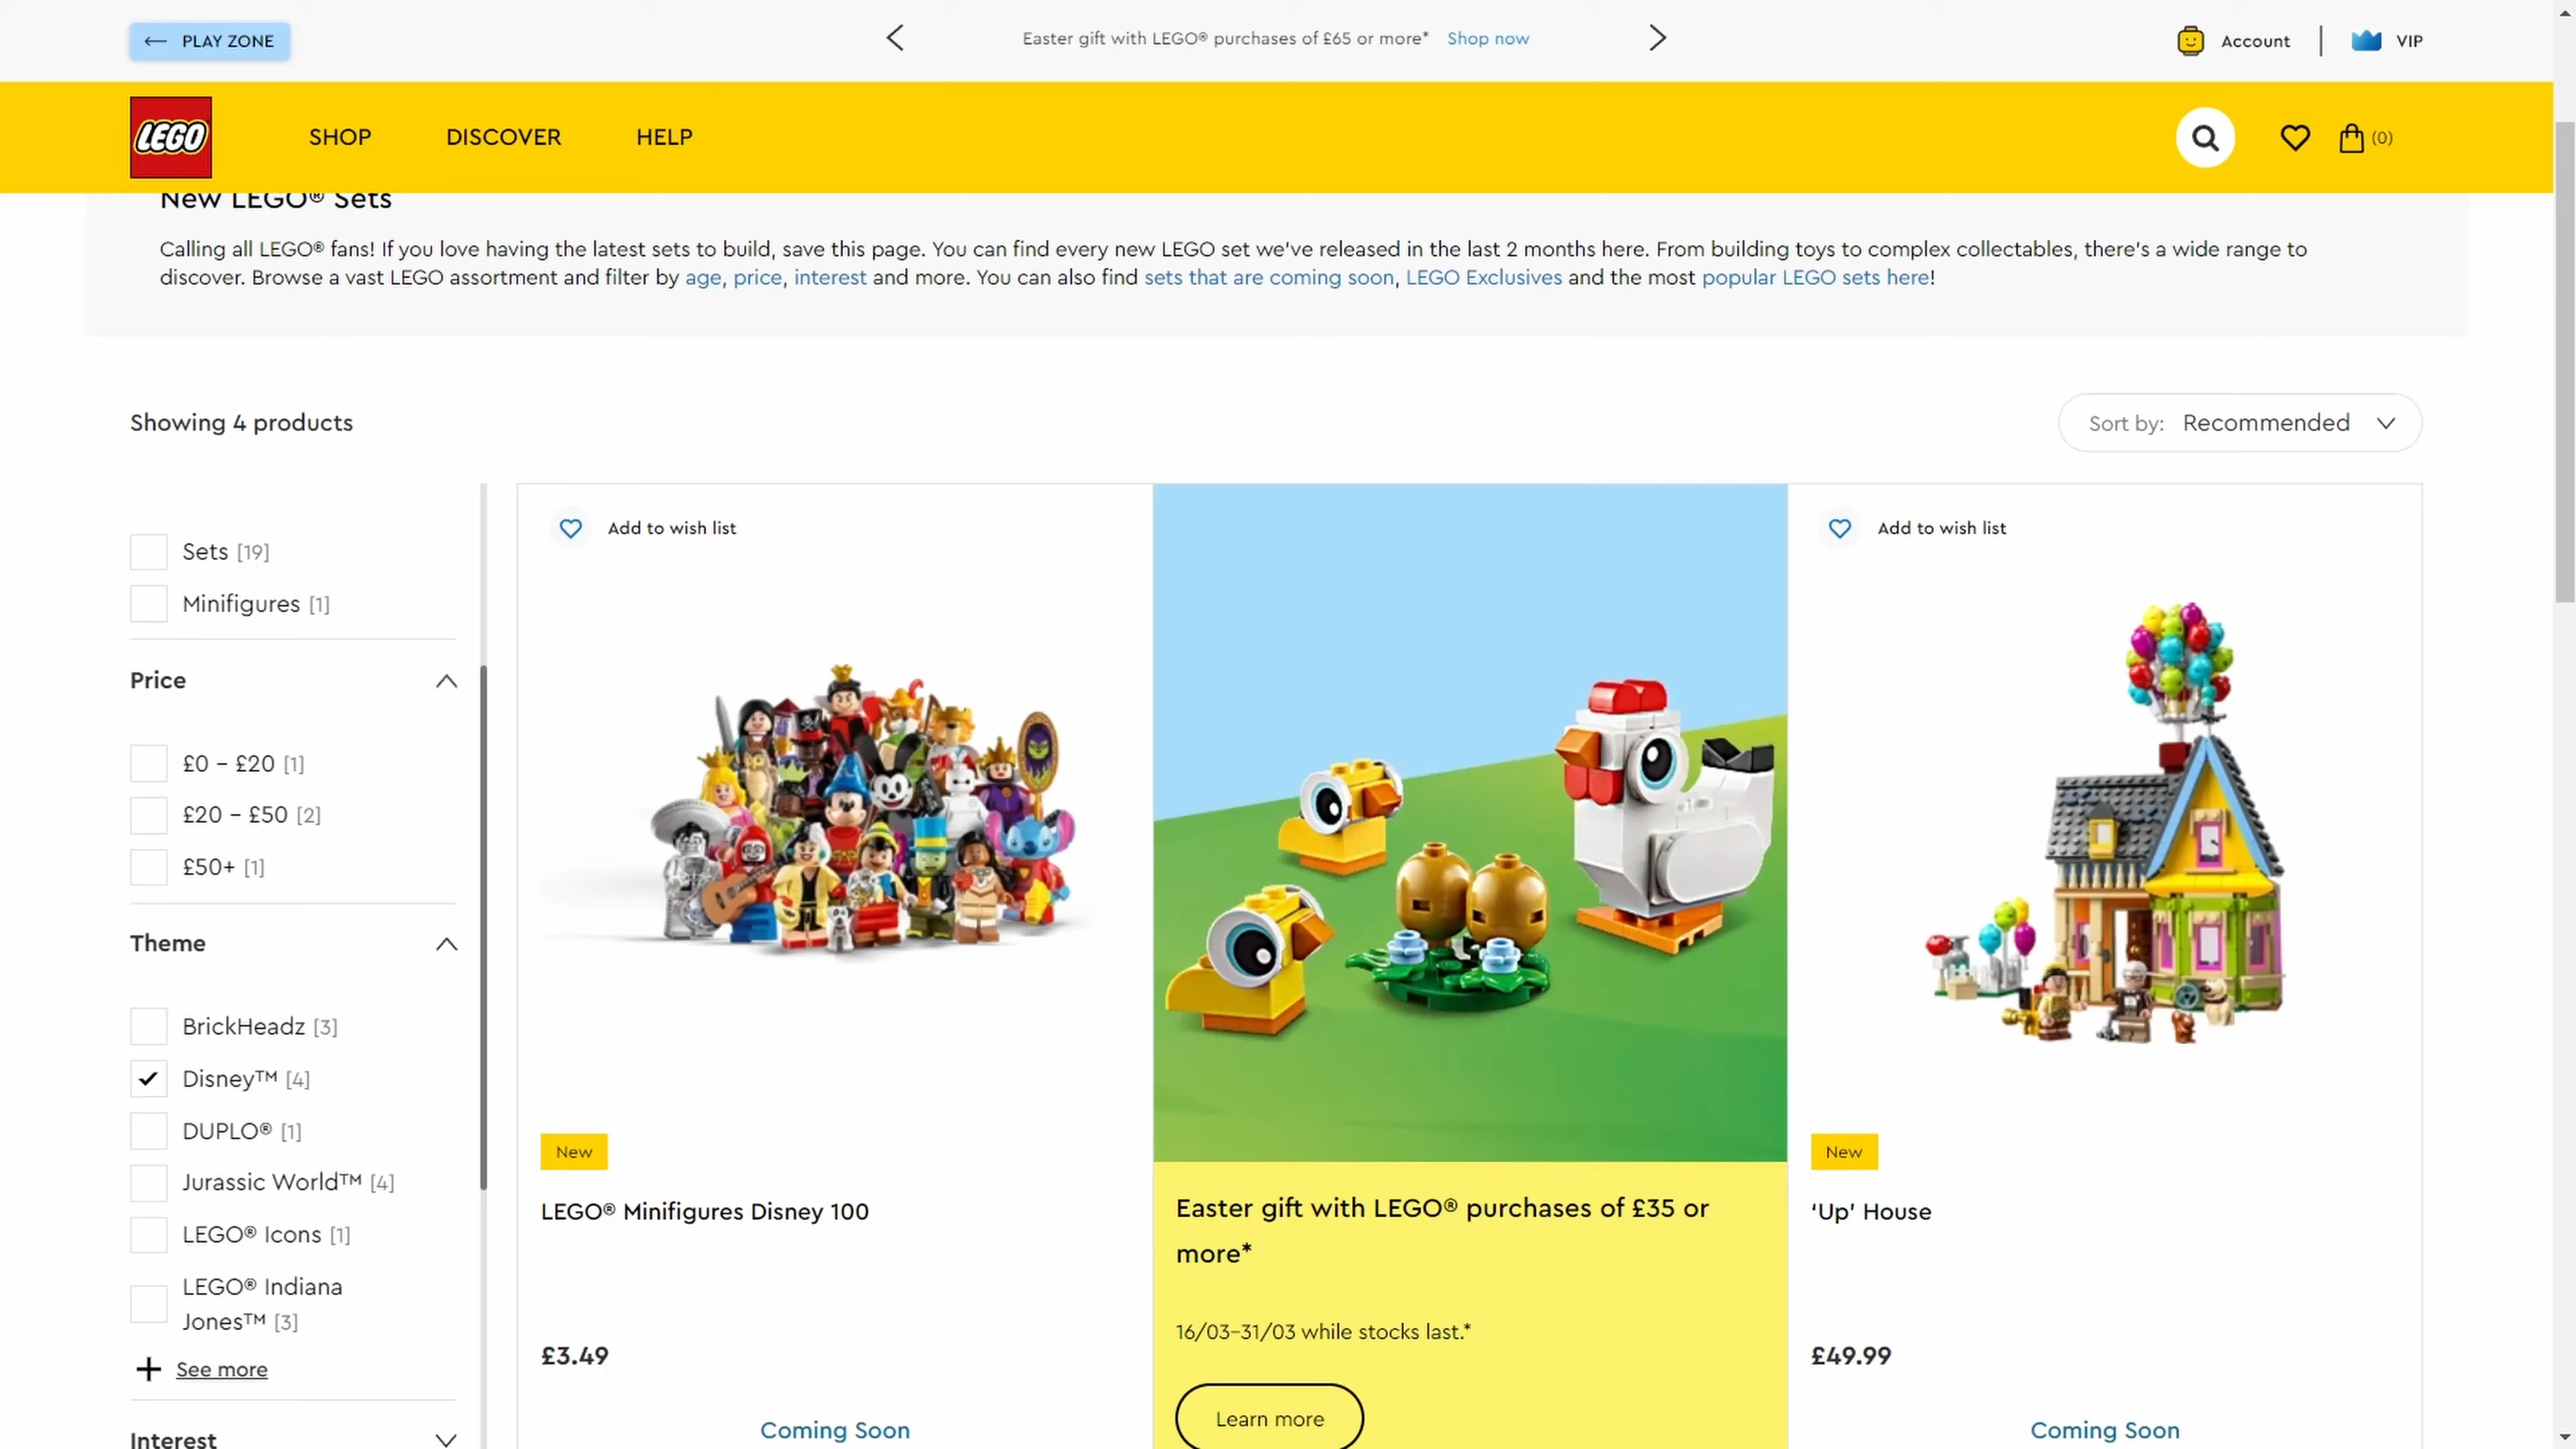 PLAY ZONE
Easter gift with LEGO® purchases of £65 or more* Shop now
Account
VIP
LEGO
SHOP
DISCOVER
HELP
(0)
New LEGO® Sets
Calling all LEGO® fans! If you love having the latest sets to build, save this page. You can find every new LEGO set we've released in the last 2 months here. From building toys to complex collectables, there's a wide range to
discover. Browse a vast LEGO assortment and filter by age, price, interest and more. You can also find sets that are coming soon, LEGO Exclusives and the most popular LEGO sets here!
Showing 4 products
Sort by: Recommended
Sets [19]
Minifigures [1]
Price
£0 – £20 [1]
£20 – £50 [2]
£50+ [1]
Theme
BrickHeadz [3]
Disney™ [4]
DUPLO® [1]
Jurassic World™ [4]
LEGO® Icons [1]
LEGO® Indiana
Jones™ [3]
See more
Interest
Add to wish list
New
LEGO® Minifigures Disney 100
£3.49
Coming Soon
Easter gift with LEGO® purchases of £35 or
more*
16/03–31/03 while stocks last.*
Learn more
Add to wish list
New
‘Up’ House
£49.99
Coming Soon